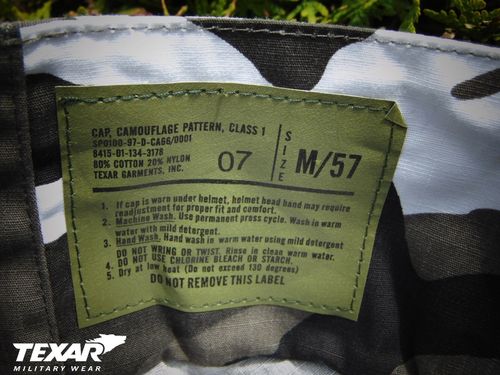 CAP, CAMOUFLAGE PATTERN, CLASS 1
SPO100-97-D-CAGG/0001
8415-01-134-3178
80% COTTON 20% NYLON
TEXAR GARMENTS, INC.
07
SIZE
M/57
1. If cap is worn under helmet, helmet head band may require
readjustment for proper fit and comfort.
2. Machine Wash. Use permanent press cycle. Wash in warm
water with mild detergent.
3. Hand Wash. Hand wash in warm water using mild detergent
DO NOT WRING OR TWIST. Rinse in clean warm water.
4. DO NOT USE CHLORINE BLEACH OR STARCH.
5. Dry at low heat (Do not exceed 130 degrees)
DO NOT REMOVE THIS LABEL
TEXAR
MILITARY WEAR